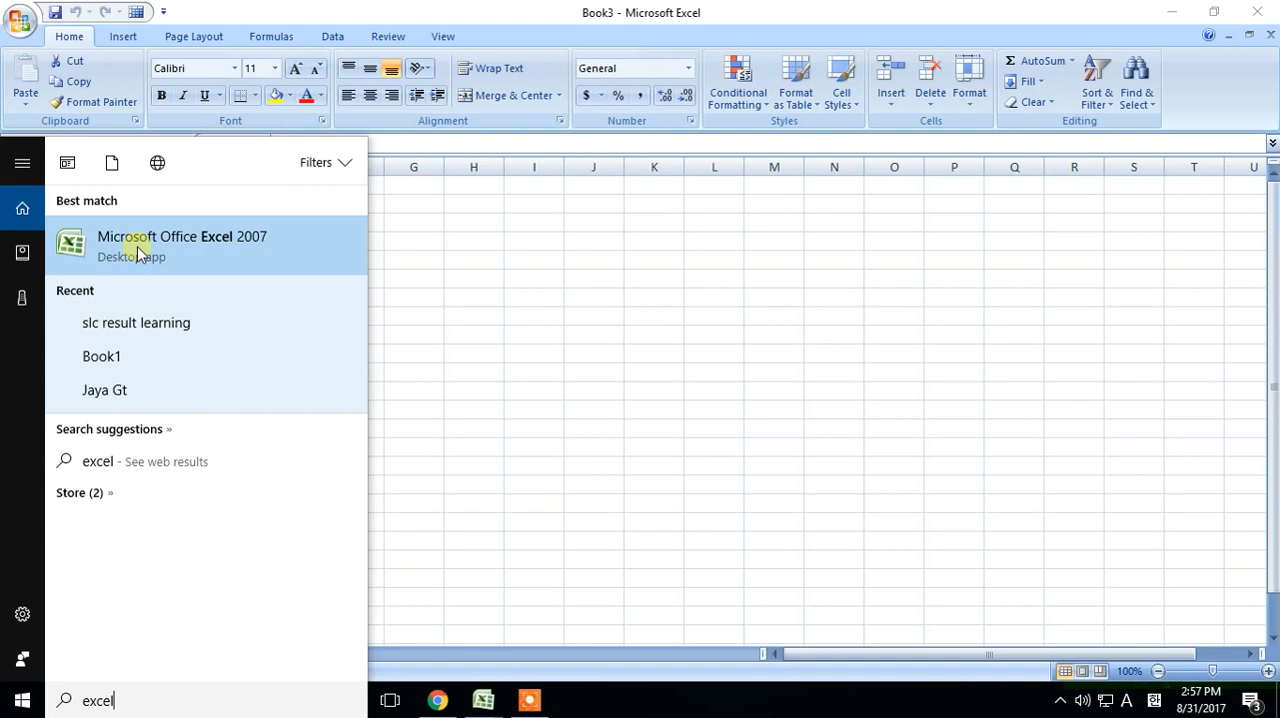 Book3 - Microsoft Excel
Home Insert Page Layout Formulas Data Review View
Paste
Cut
Copy
Format Painter
Clipboard
Calibri 11
B I U
Font
Wrap Text
Merge & Center
Alignment
General
$ % ,
Number
Conditional Formatting
Format as Table
Cell Styles
Styles
Insert Delete Format
Cells
Σ AutoSum
Fill
Clear
Sort & Filter
Find & Select
Editing
Filters
G H I J K L M N O P Q R S T U
Best match
Microsoft Office Excel 2007
Desktop app
Recent
slc result learning
Book1
Jaya Gt
Search suggestions »
excel - See web results
Store (2) »
100%
excel
A
2:57 PM
8/31/2017
3